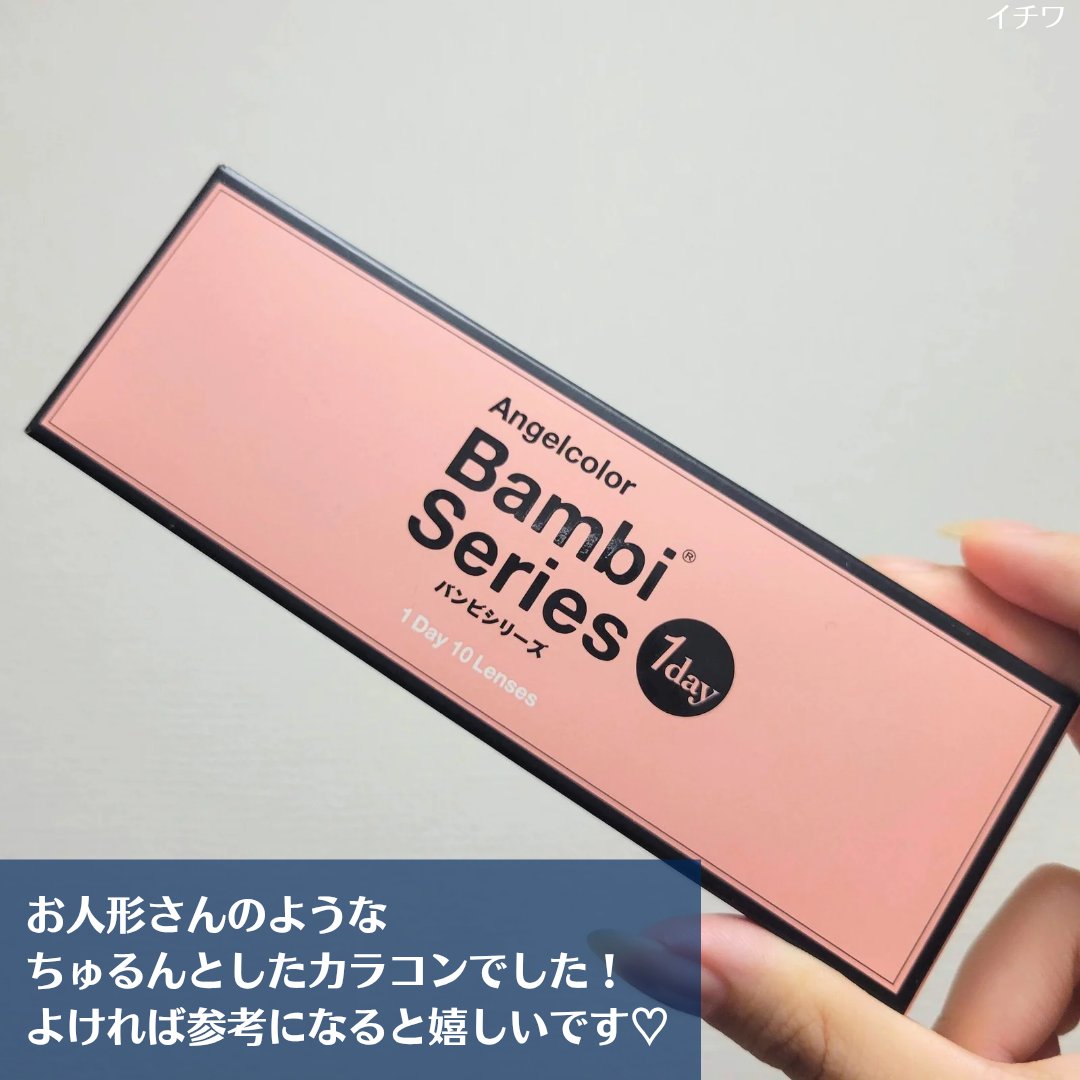 イチワ
Angelcolor
Bambi®
Series
バンビシリーズ
1day
1 Day 10 Lenses
お人形さんのような
ちゅるんとしたカラコンでした！
よければ参考になると嬉しいです♡